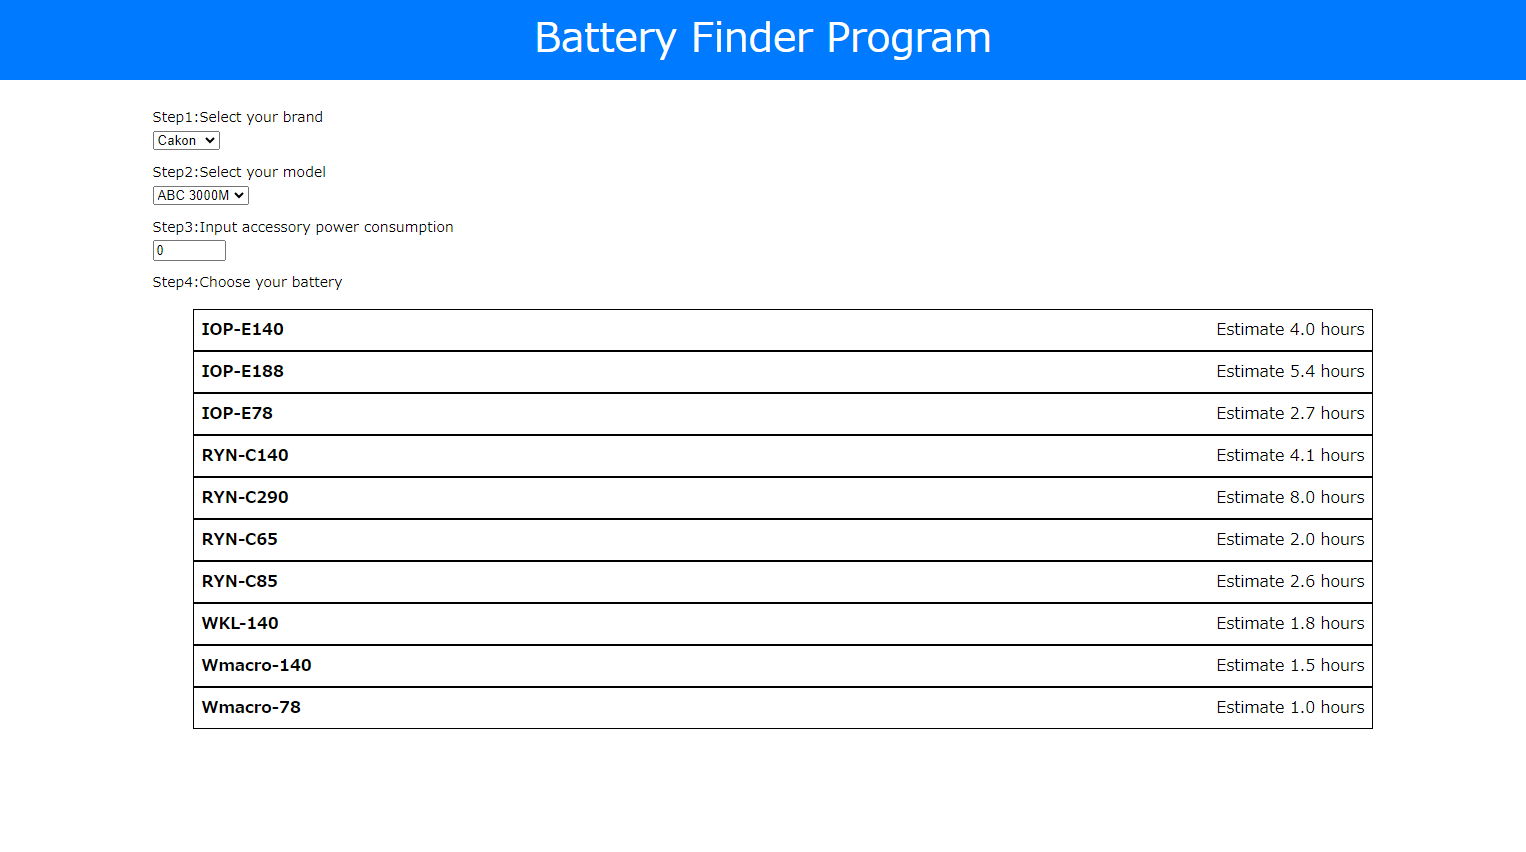 Battery Finder Program
Step1:Select your brand
Cakon
Step2:Select your model
ABC 3000M
Step3:Input accessory power consumption
0
Step4:Choose your battery
IOP-E140 Estimate 4.0 hours
IOP-E188 Estimate 5.4 hours
IOP-E78 Estimate 2.7 hours
RYN-C140 Estimate 4.1 hours
RYN-C290 Estimate 8.0 hours
RYN-C65 Estimate 2.0 hours
RYN-C85 Estimate 2.6 hours
WKL-140 Estimate 1.8 hours
Wmacro-140 Estimate 1.5 hours
Wmacro-78 Estimate 1.0 hours